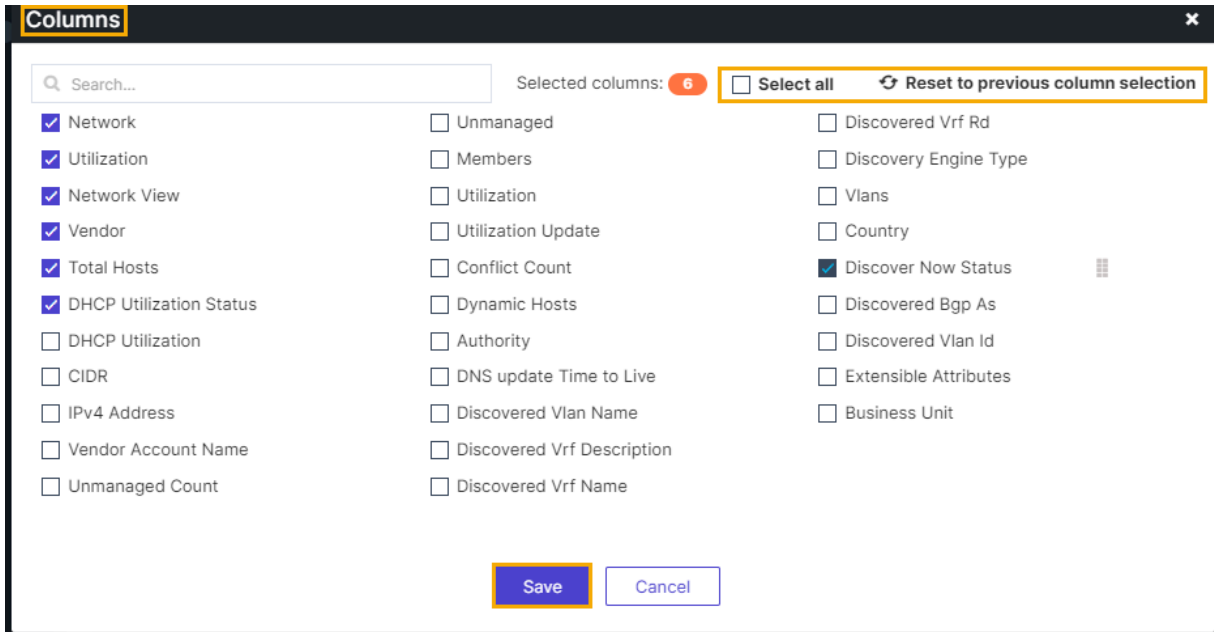 Columns
Search...
Selected columns: 6
Select all
Reset to previous column selection
Network
Utilization
Network View
Vendor
Total Hosts
DHCP Utilization Status
DHCP Utilization
CIDR
IPv4 Address
Vendor Account Name
Unmanaged Count
Unmanaged
Members
Utilization
Utilization Update
Conflict Count
Dynamic Hosts
Authority
DNS update Time to Live
Discovered Vlan Name
Discovered Vrf Description
Discovered Vrf Name
Discovered Vrf Rd
Discovery Engine Type
Vlans
Country
Discover Now Status
Discovered Bgp As
Discovered Vlan Id
Extensible Attributes
Business Unit
Save
Cancel